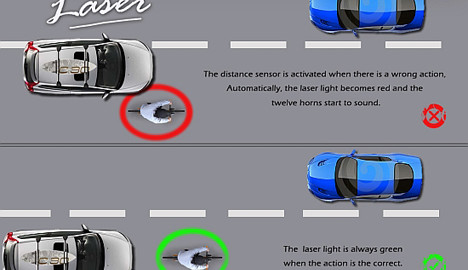 Laser
The distance sensor is activated when there is a wrong action,
Automatically, the laser light becomes red and the
twelve horns start to sound.
The laser light is always green
when the action is the correct.